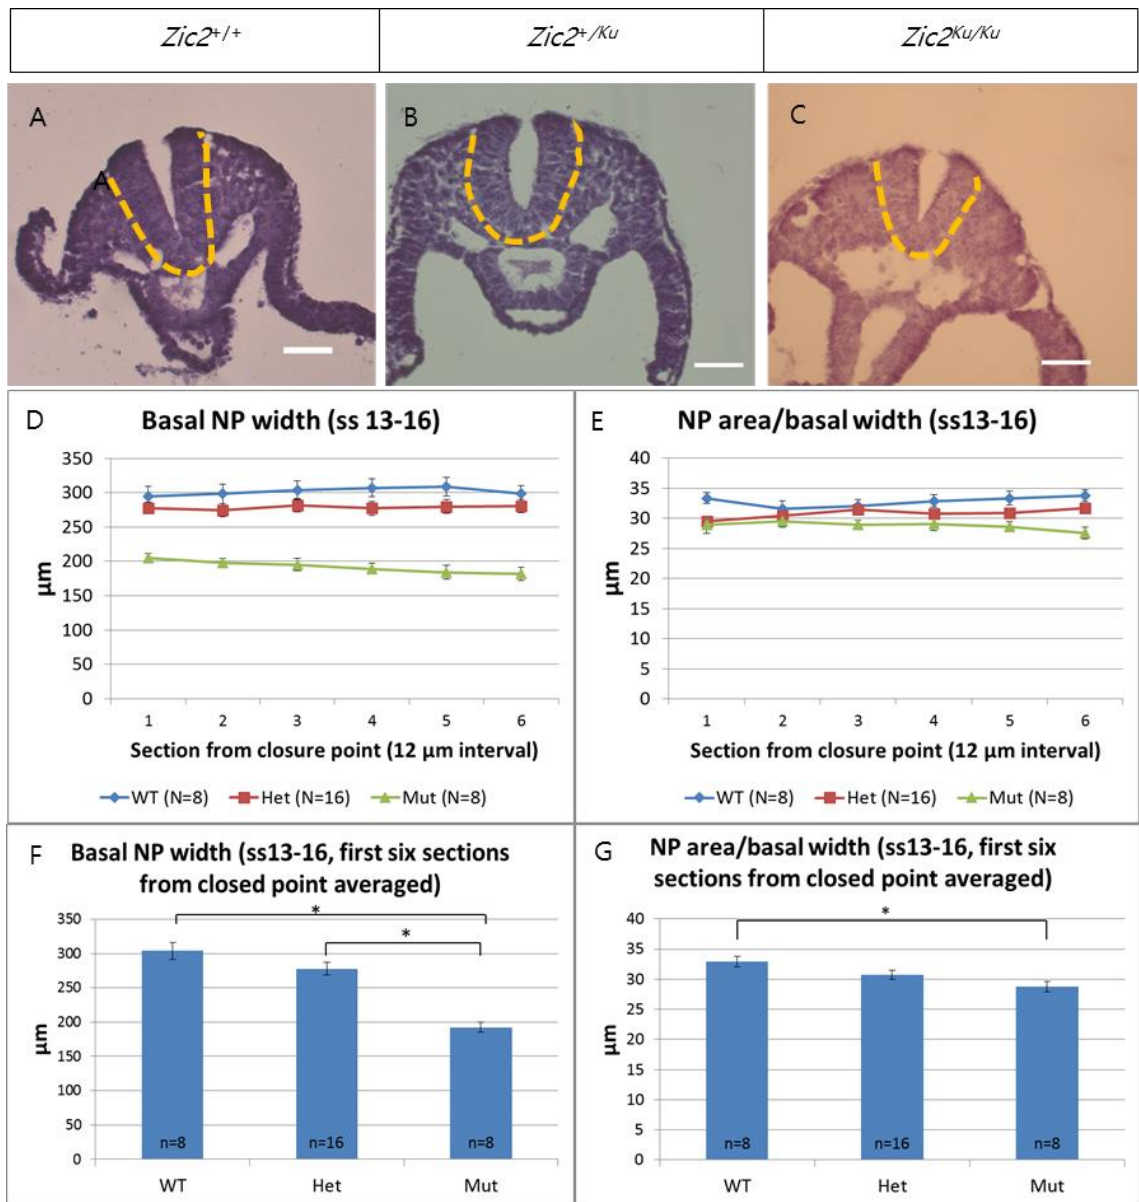 Zic2+/+ Zic2+/Ku Zic2Ku/Ku
A
A
B
C
D Basal NP width (ss 13-16)
350
300
250
200
150
100
50
0
μm
1 2 3 4 5 6
Section from closure point (12 μm interval)
WT (N=8) Het (N=16) Mut (N=8)
E NP area/basal width (ss13-16)
40
35
30
25
20
15
10
5
0
μm
1 2 3 4 5 6
Section from closure point (12 μm interval)
WT (N=8) Het (N=16) Mut (N=8)
F Basal NP width (ss13-16, first six sections
from closed point averaged)
*
*
350
300
250
200
150
100
50
0
μm
n=8 n=16 n=8
WT Het Mut
G NP area/basal width (ss13-16, first six
sections from closed point averaged)
*
40
35
30
25
20
15
10
5
0
μm
n=8 n=16 n=8
WT Het Mut